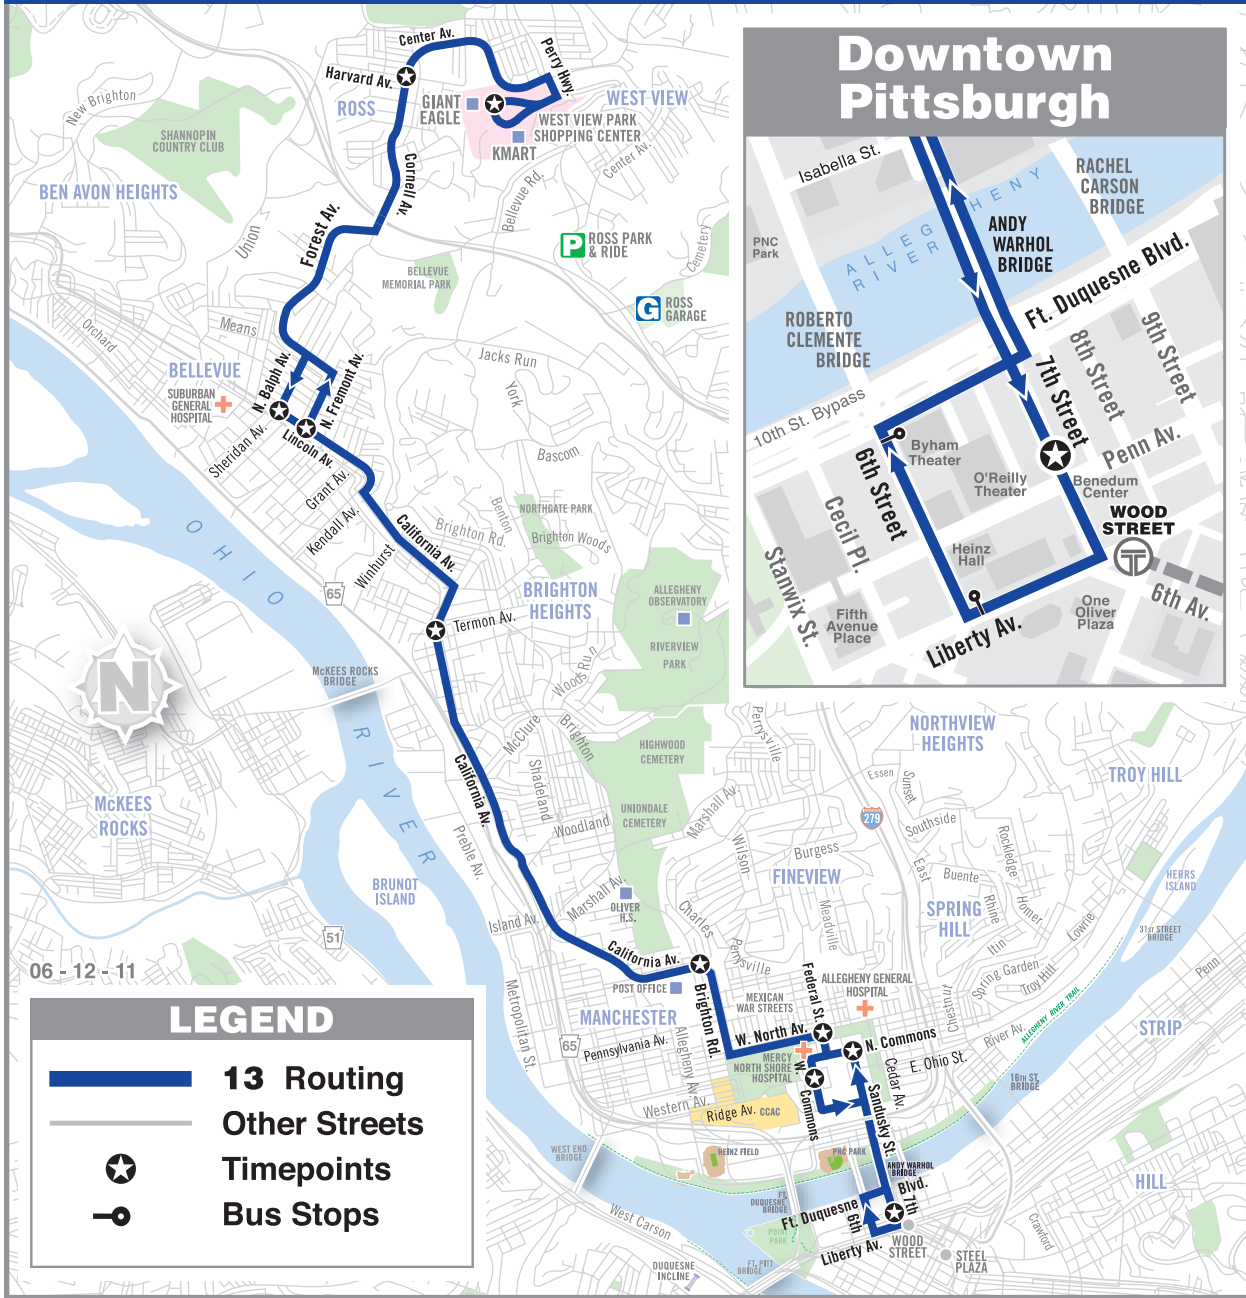 Center Av.
Harvard Av.
Perry Hwy.
ROSS
GIANT
EAGLE
WEST VIEW
WEST VIEW PARK
SHOPPING CENTER
KMART
Center Av.
New Brighton
SHANNOPIN
COUNTRY CLUB
BEN AVON HEIGHTS
Cornell Av.
Bellevue Rd.
Union
Forest Av.
P
ROSS PARK
& RIDE
Cemetery
BELLEVUE
MEMORIAL PARK
G
ROSS
GARAGE
Orchard
Means
Jacks Run
BELLEVUE
SUBURBAN
GENERAL
HOSPITAL
N. Balph Av.
N. Fremont Av.
York
Sheridan Av.
Lincoln Av.
Bascom
Grant Av.
Kendall Av.
California Av.
Benton
NORTHGATE PARK
Brighton Rd.
Brighton Woods
Winhurst
OHIO
65
BRIGHTON
HEIGHTS
ALLEGHENY
OBSERVATORY
Termon Av.
RIVERVIEW
PARK
N
McKEES ROCKS
BRIDGE
Woods Run
RIVER
McClure
Brighton
HIGHWOOD
CEMETERY
Perrysville
California Av.
Shadeland
McKEES
ROCKS
UNIONDALE
CEMETERY
Marshall Av.
Woodland
Preble Av.
Wilson
BRUNOT
ISLAND
Marshall Av.
OLIVER
H.S.
Island Av.
Charles
51
06 - 12 - 11
California Av.
Perrysville
POST OFFICE
Metropolitan St.
MANCHESTER
Brighton Rd.
MEXICAN
WAR STREETS
Federal St.
ALLEGHENY GENERAL
HOSPITAL
65
Pennsylvania Av.
W. North Av.
N. Commons
Allegheny Av.
MERCY
NORTH SHORE
HOSPITAL
W. Commons
E. Ohio St.
Cedar Av.
Western Av.
Ridge Av.
CCAC
Sandusky St.
WEST END
BRIDGE
HEINZ FIELD
PNC PARK
ANDY WARHOL
BRIDGE
FT.
DUQUESNE
BRIDGE
Ft. Duquesne
Blvd.
7th
6th
West Carson
POINT
PARK
Liberty Av.
WOOD
STREET
STEEL
PLAZA
DUQUESNE
INCLINE
FT. PITT
BRIDGE
NORTHVIEW
HEIGHTS
Essen
Sunset
TROY HILL
279
Southside
Burgess
Rockledge
FINEVIEW
East
Buente
HERRS
ISLAND
Meadville
SPRING
HILL
Rhine
Homer
Lowrie
31ST STREET
BRIDGE
Itin
Spring Garden
Troy Hill
Penn
Chestnut
River Av.
ALLEGHENY RIVER TRAIL
STRIP
16TH ST.
BRIDGE
HILL
Crawford
Downtown
Pittsburgh
Isabella St.
RACHEL
CARSON
BRIDGE
ALLEGHENY
RIVER
PNC
Park
ANDY
WARHOL
BRIDGE
Ft. Duquesne Blvd.
ROBERTO
CLEMENTE
BRIDGE
10th St. Bypass
7th Street
8th Street
9th Street
Byham
Theater
Penn Av.
6th Street
O'Reilly
Theater
Benedum
Center
Cecil Pl.
WOOD
STREET
T
Heinz
Hall
Stanwix St.
6th Av.
Fifth
Avenue
Place
One
Oliver
Plaza
Liberty Av.
LEGEND
13 Routing
Other Streets
Timepoints
Bus Stops